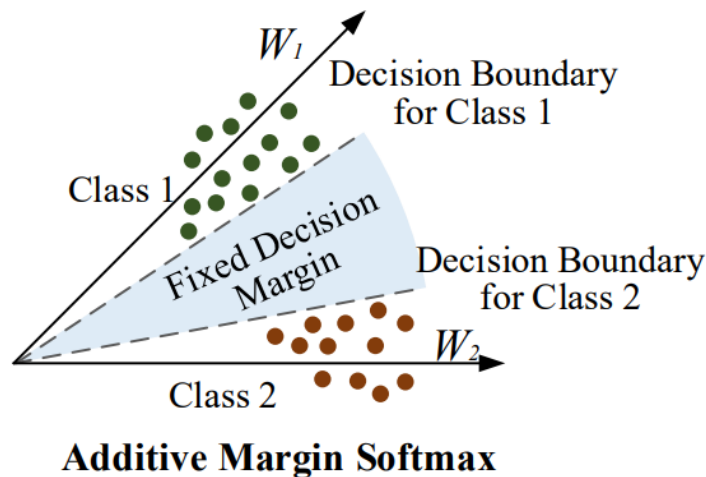 W₁
Decision Boundary
for Class 1
Class 1
Fixed Decision
Margin
Decision Boundary
for Class 2
W₂
Class 2
Additive Margin Softmax